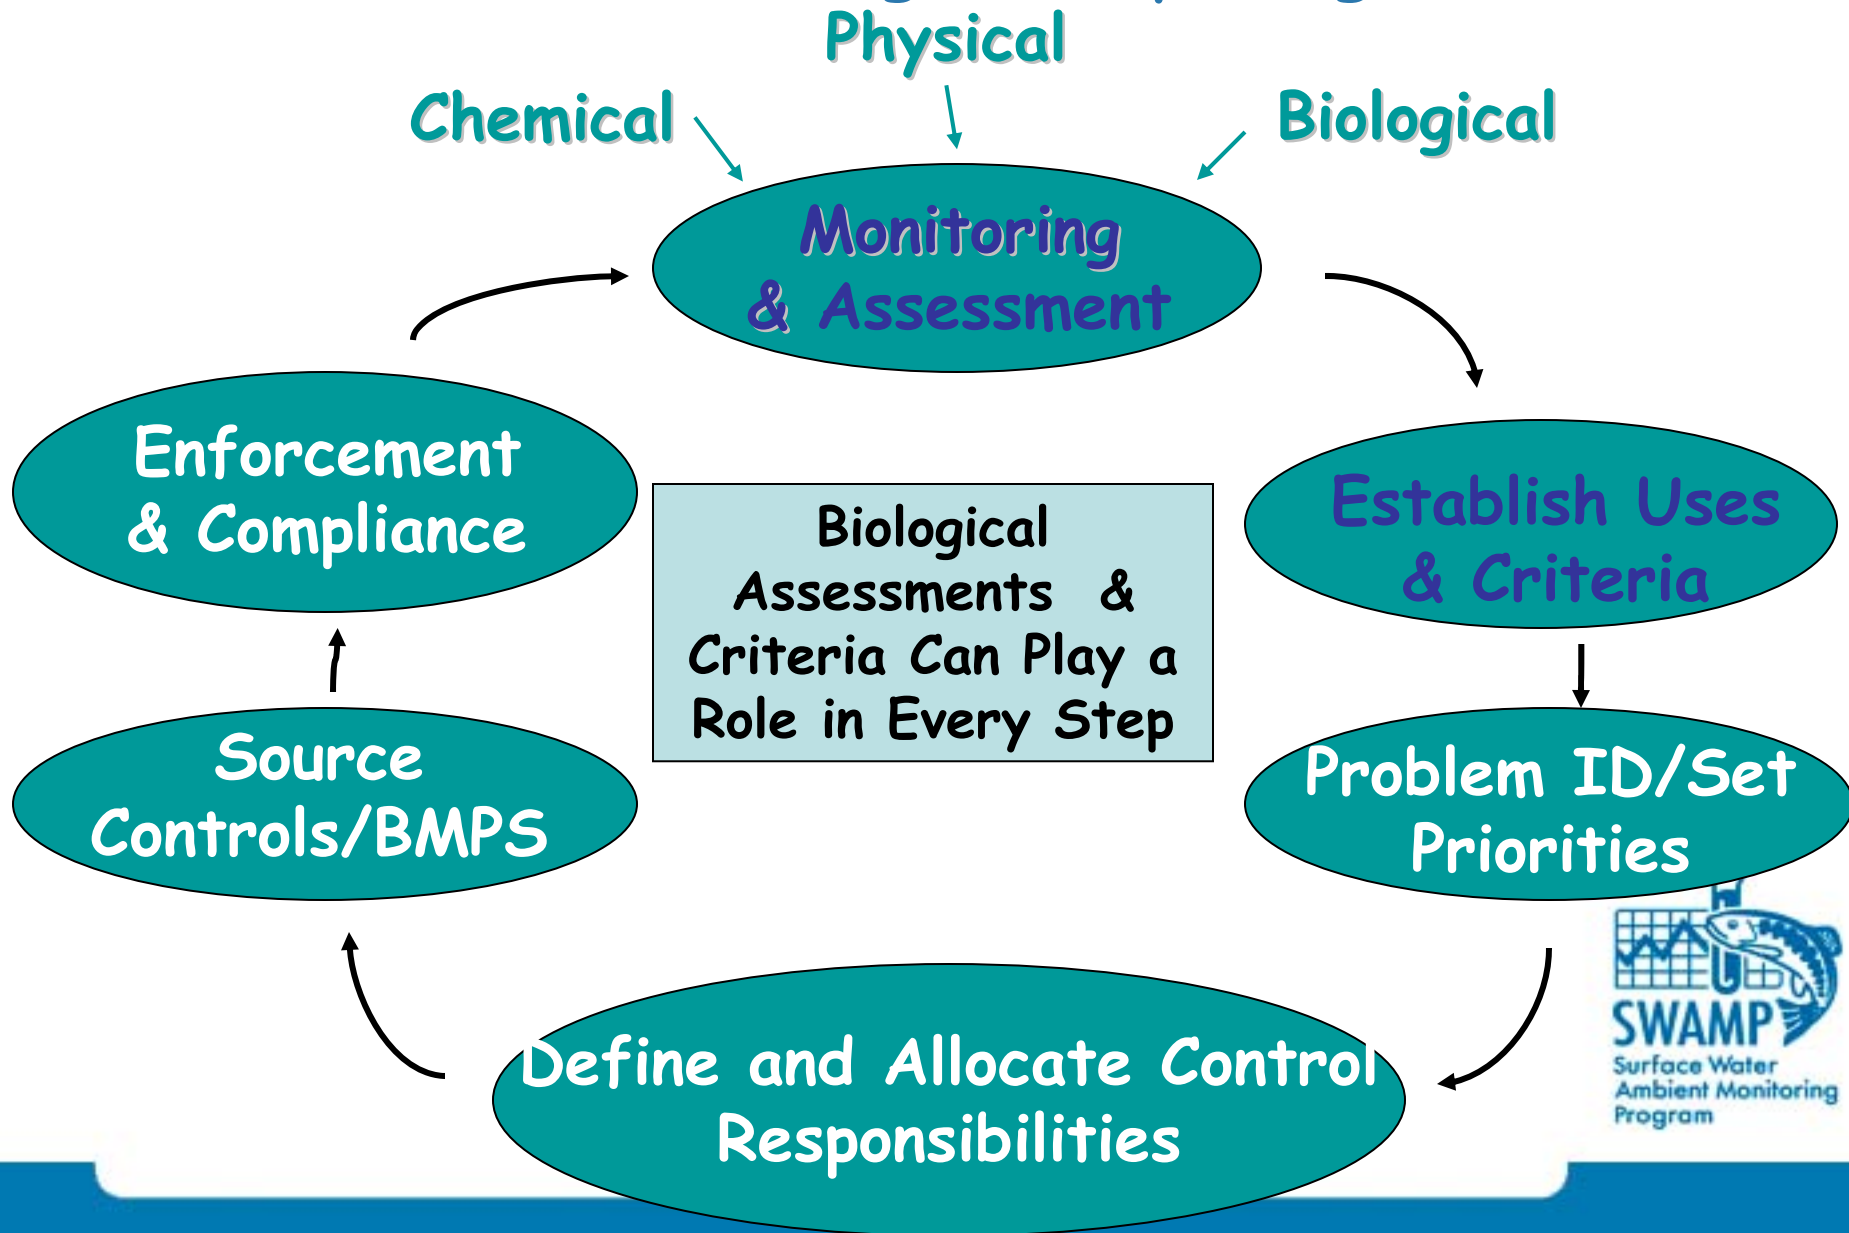 Physical
Chemical
Biological
Monitoring
& Assessment
Enforcement
& Compliance
Establish Uses
& Criteria
Biological
Assessments &
Criteria Can Play a
Role in Every Step
Source
Controls/BMPS
Problem ID/Set
Priorities
Define and Allocate Control
Responsibilities
SWAMP
Surface Water
Ambient Monitoring
Program